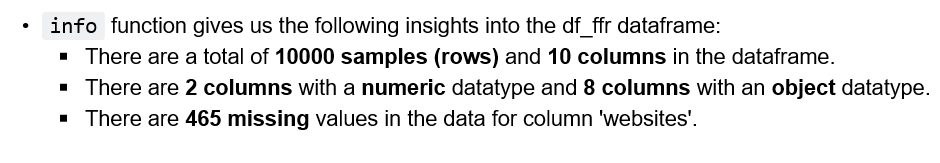 • info function gives us the following insights into the df_ffr dataframe:
▪ There are a total of 10000 samples (rows) and 10 columns in the dataframe.
▪ There are 2 columns with a numeric datatype and 8 columns with an object datatype.
▪ There are 465 missing values in the data for column 'websites'.